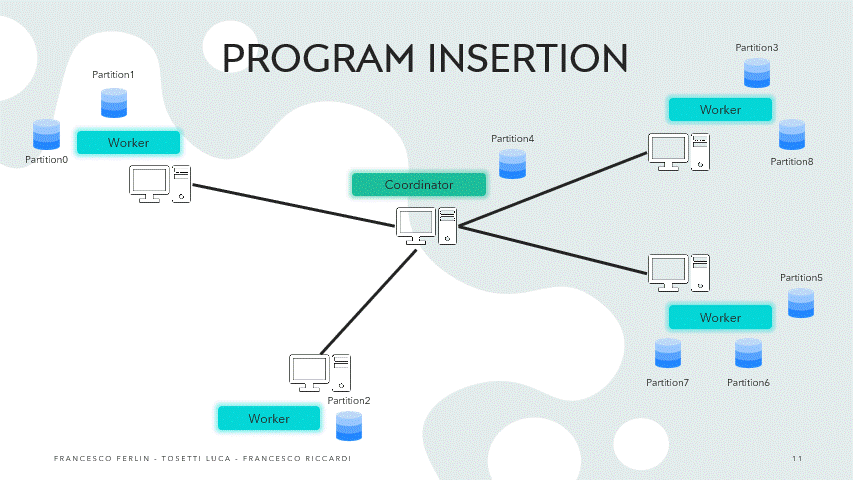 PROGRAM INSERTION
Partition3
Partition1
Worker
Worker
Partition4
Partition0
Partition8
Coordinator
Partition5
Worker
Partition7
Partition6
Partition2
Worker
FRANCESCO FERLIN - TOSETTI LUCA - FRANCESCO RICCARDI
11